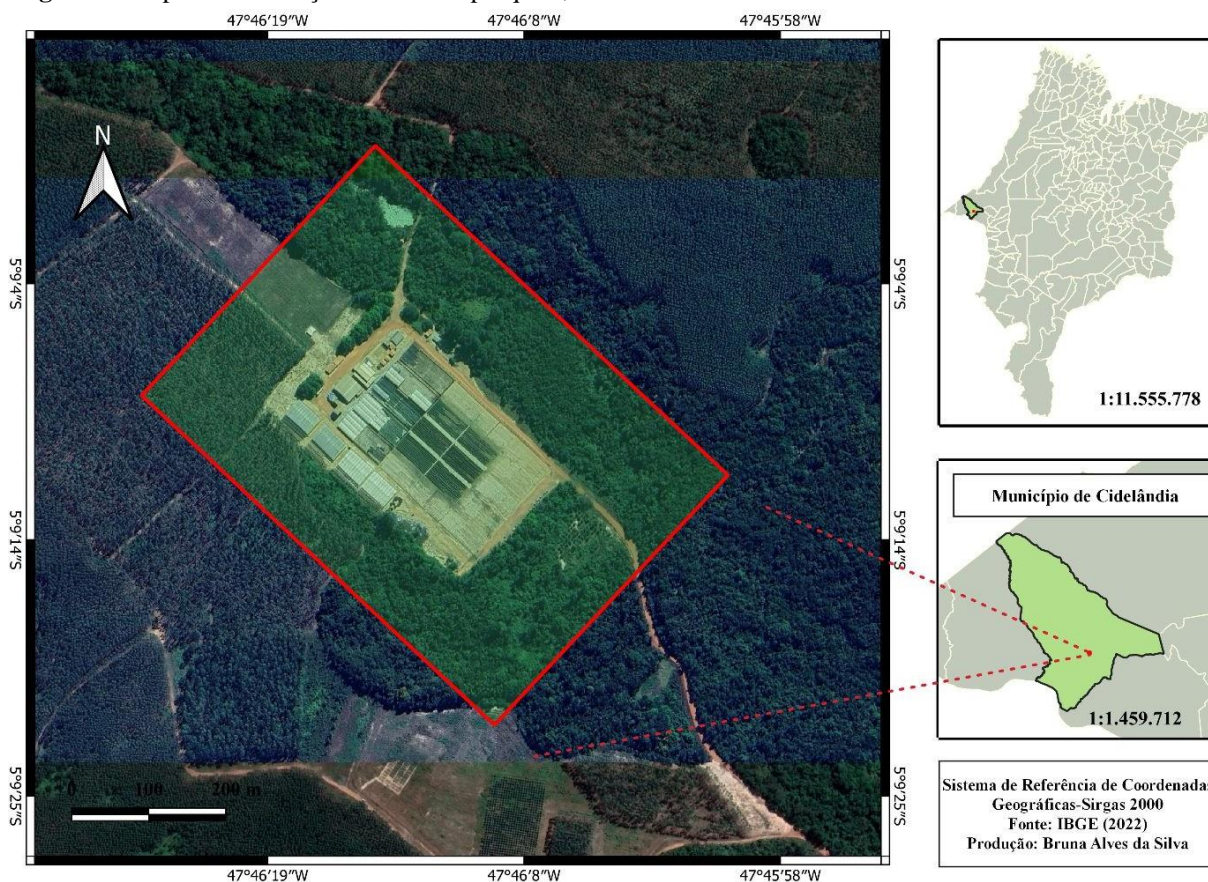 47°46'19"W 47°46'8"W 47°45'58"W
N
5°9'4"S 5°9'4"S
1:11.555.778
Município de Cidelândia
5°9'14"S 5°9'14"S
1:1.459.712
5°9'25"S 5°9'25"S
0 100 200 m
Sistema de Referência de Coordenadas
Geográficas-Sirgas 2000
Fonte: IBGE (2022)
Produção: Bruna Alves da Silva
47°46'19"W 47°46'8"W 47°45'58"W